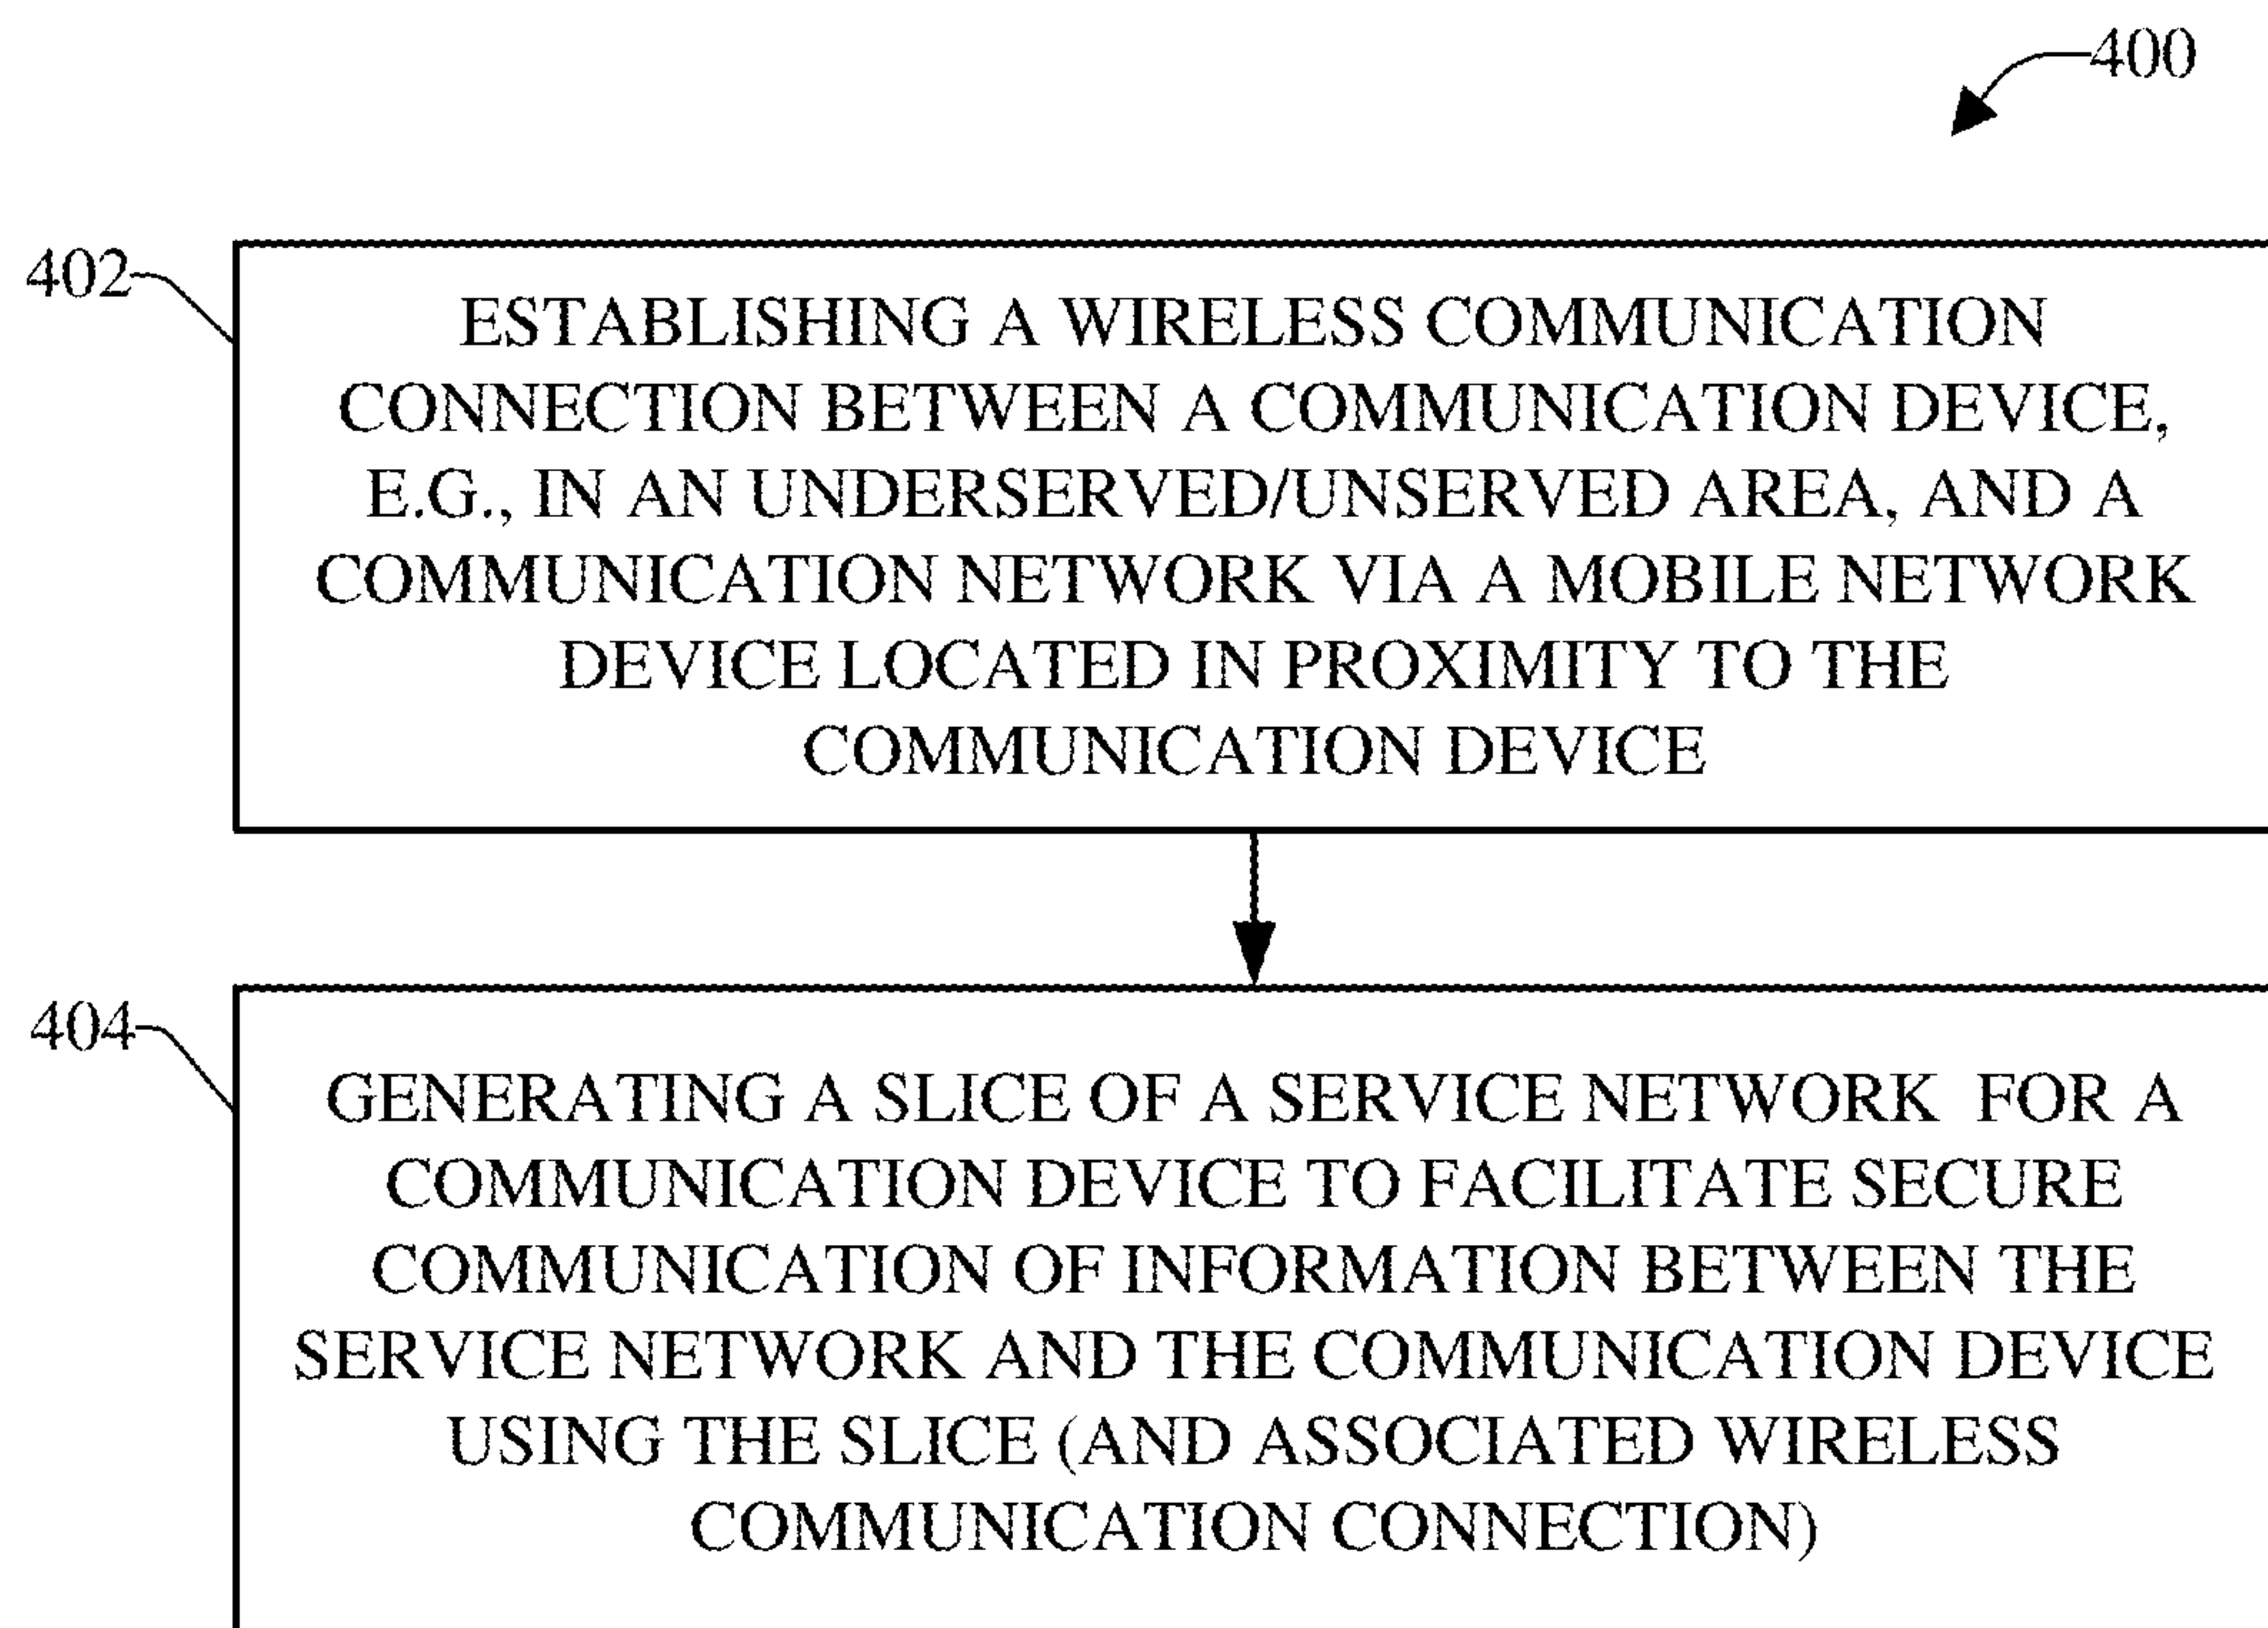 400
402
ESTABLISHING A WIRELESS COMMUNICATION
CONNECTION BETWEEN A COMMUNICATION DEVICE,
E.G., IN AN UNDERSERVED/UNSERVED AREA, AND A
COMMUNICATION NETWORK VIA A MOBILE NETWORK
DEVICE LOCATED IN PROXIMITY TO THE
COMMUNICATION DEVICE
404
GENERATING A SLICE OF A SERVICE NETWORK FOR A
COMMUNICATION DEVICE TO FACILITATE SECURE
COMMUNICATION OF INFORMATION BETWEEN THE
SERVICE NETWORK AND THE COMMUNICATION DEVICE
USING THE SLICE (AND ASSOCIATED WIRELESS
COMMUNICATION CONNECTION)